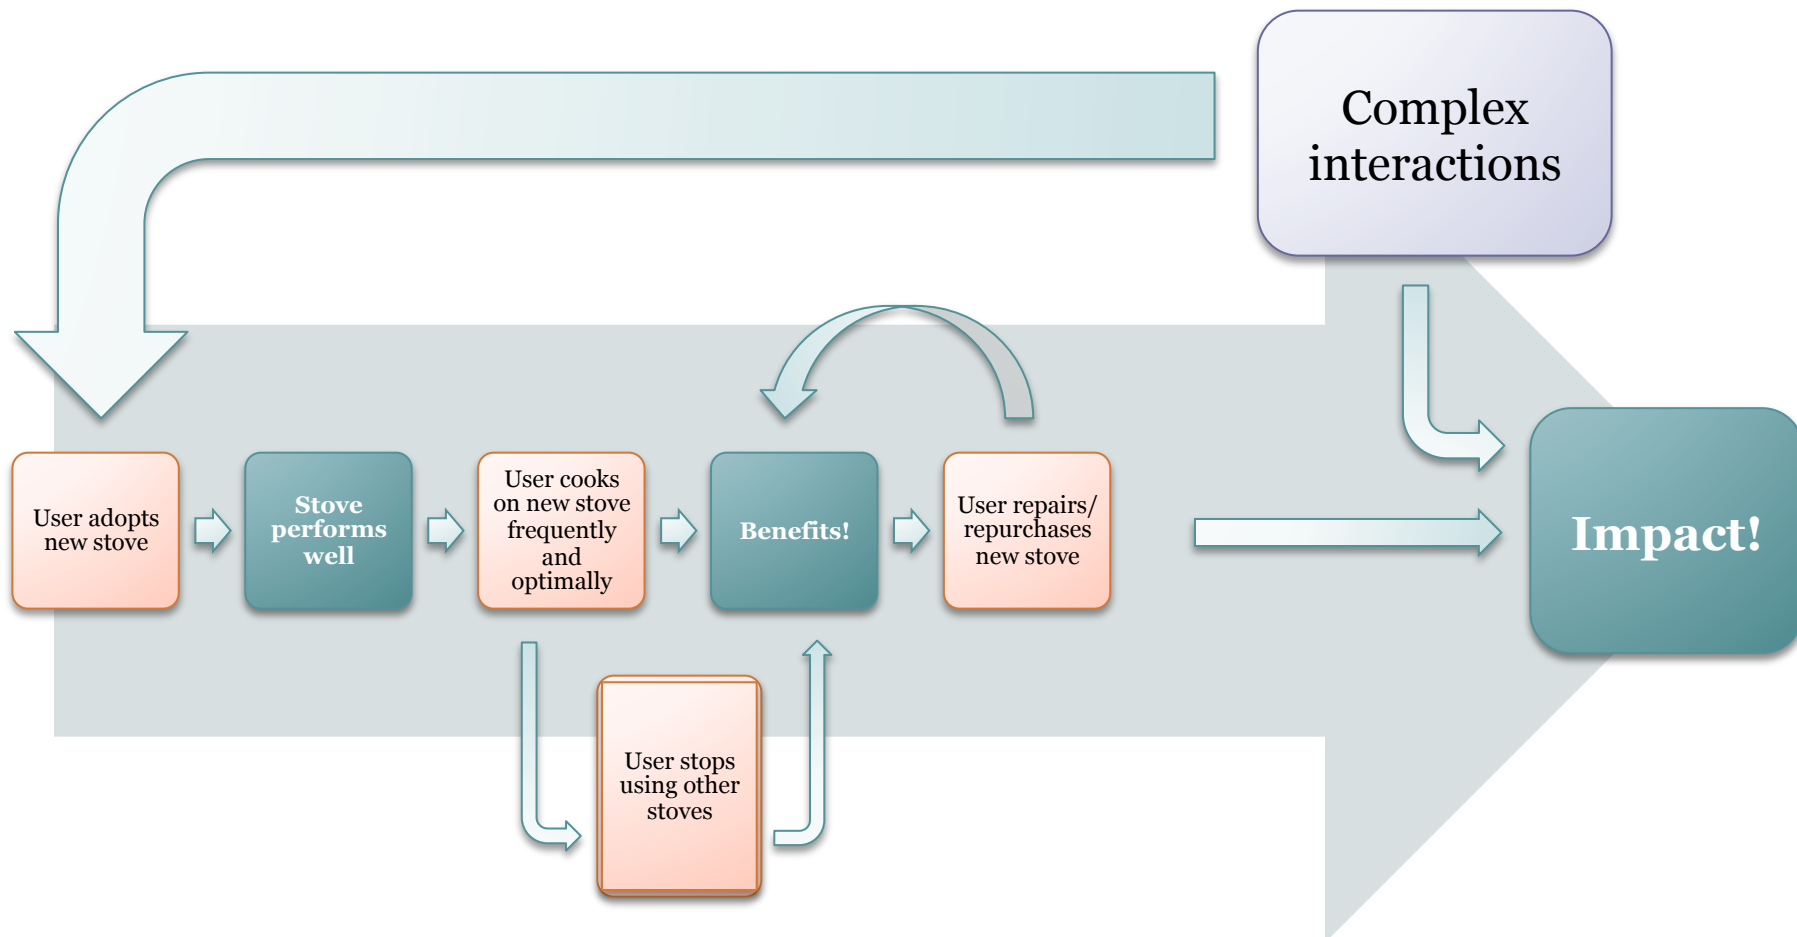 Complex
interactions
User adopts
new stove
Stove
performs
well
User cooks
on new stove
frequently
and
optimally
Benefits!
User repairs/
repurchases
new stove
Impact!
User stops
using other
stoves